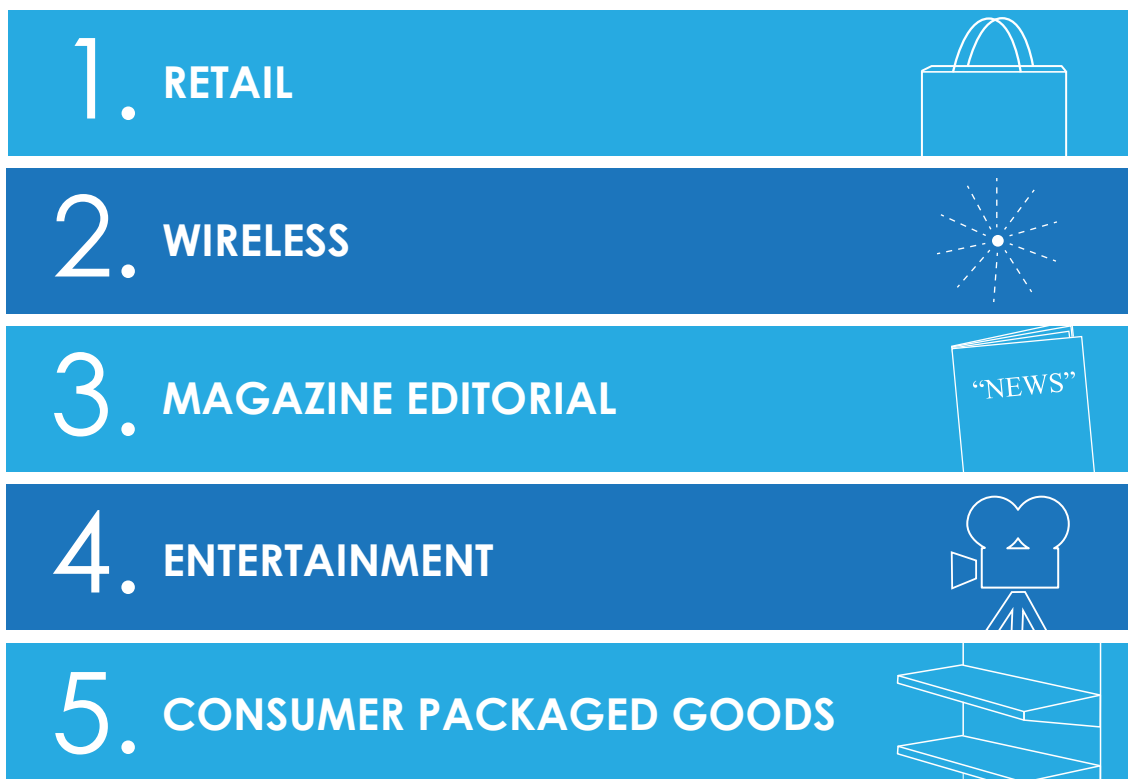 1. RETAIL
2. WIRELESS
3. MAGAZINE EDITORIAL
“NEWS”
4. ENTERTAINMENT
5. CONSUMER PACKAGED GOODS